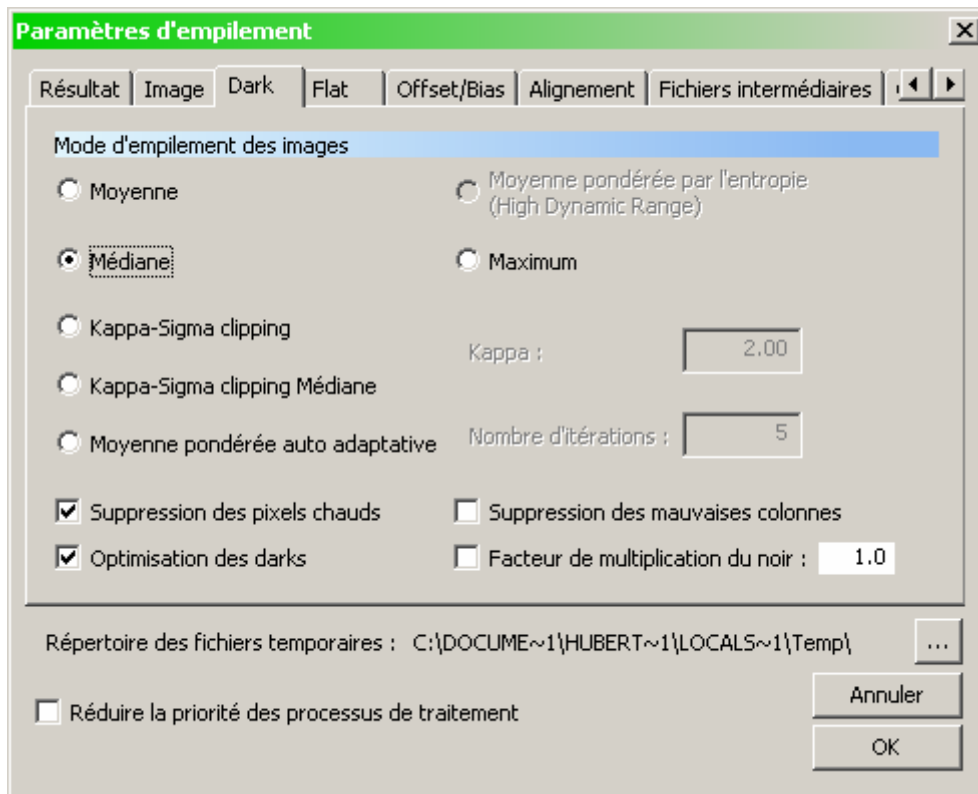 Paramètres d'empilement
Résultat Image Dark Flat Offset/Bias Alignement Fichiers intermédiaires
Mode d'empilement des images
Moyenne
Moyenne pondérée par l'entropie
(High Dynamic Range)
Médiane
Maximum
Kappa-Sigma clipping
Kappa : 2.00
Kappa-Sigma clipping Médiane
Moyenne pondérée auto adaptative
Nombre d'itérations : 5
Suppression des pixels chauds
Suppression des mauvaises colonnes
Optimisation des darks
Facteur de multiplication du noir : 1.0
Répertoire des fichiers temporaires : C:\DOCUME~1\HUBERT~1\LOCALS~1\Temp\ ...
Réduire la priorité des processus de traitement
Annuler
OK